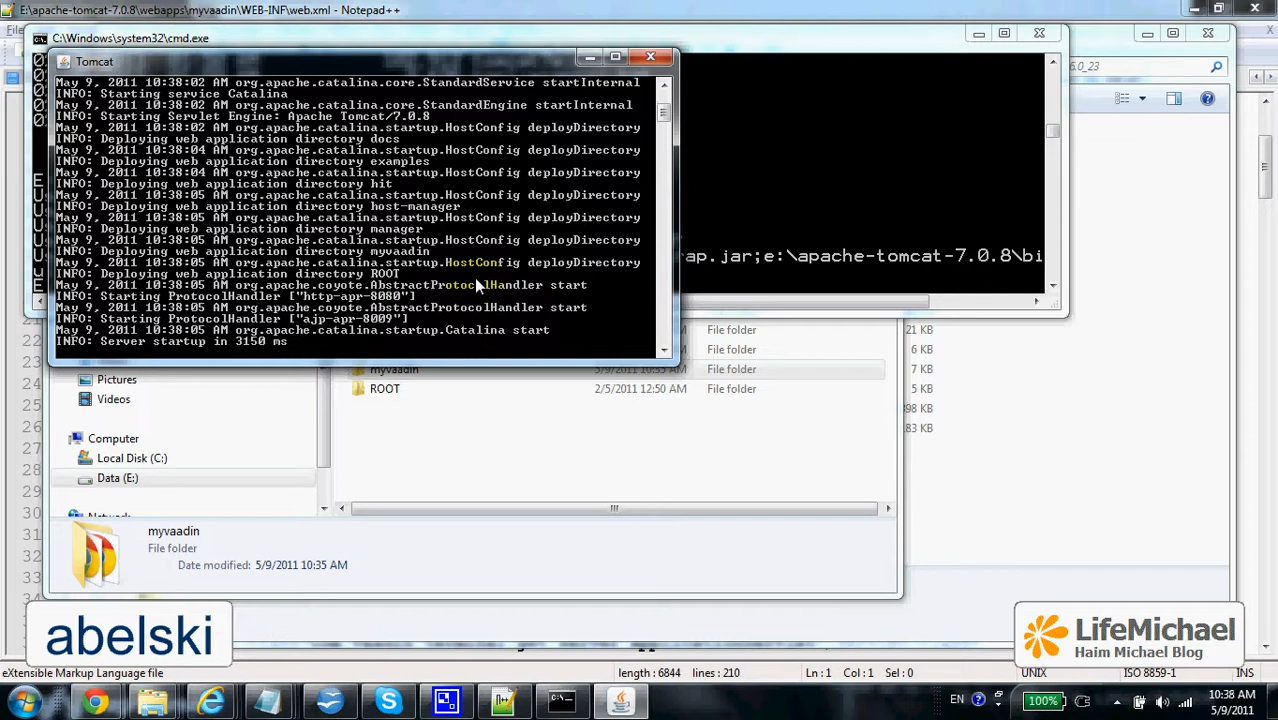 E:\apache-tomcat-7.0.8\webapps\myvaadin\WEB-INF\web.xml - Notepad++
C:\Windows\system32\cmd.exe
Tomcat
May 9, 2011 10:38:02 AM org.apache.catalina.core.StandardService startInternal
INFO: Starting service Catalina
May 9, 2011 10:38:02 AM org.apache.catalina.core.StandardEngine startInternal
INFO: Starting Servlet Engine: Apache Tomcat/7.0.8
May 9, 2011 10:38:02 AM org.apache.catalina.startup.HostConfig deployDirectory
INFO: Deploying web application directory docs
May 9, 2011 10:38:04 AM org.apache.catalina.startup.HostConfig deployDirectory
INFO: Deploying web application directory examples
May 9, 2011 10:38:04 AM org.apache.catalina.startup.HostConfig deployDirectory
INFO: Deploying web application directory hit
May 9, 2011 10:38:05 AM org.apache.catalina.startup.HostConfig deployDirectory
INFO: Deploying web application directory host-manager
May 9, 2011 10:38:05 AM org.apache.catalina.startup.HostConfig deployDirectory
INFO: Deploying web application directory manager
May 9, 2011 10:38:05 AM org.apache.catalina.startup.HostConfig deployDirectory
INFO: Deploying web application directory myvaadin
May 9, 2011 10:38:05 AM org.apache.catalina.startup.HostConfig deployDirectory
INFO: Deploying web application directory ROOT
May 9, 2011 10:38:05 AM org.apache.coyote.AbstractProtocolHandler start
INFO: Starting ProtocolHandler ["http-apr-8080"]
May 9, 2011 10:38:05 AM org.apache.coyote.AbstractProtocolHandler start
INFO: Starting ProtocolHandler ["ajp-apr-8009"]
May 9, 2011 10:38:05 AM org.apache.catalina.startup.Catalina start
INFO: Server startup in 3150 ms
6.0_23
rap.jar;e:\apache-tomcat-7.0.8\bi
File folder 6 KB
myvaadin 5/9/2011 10:35 AM File folder 7 KB
ROOT 2/5/2011 12:50 AM File folder 5 KB
98 KB
83 KB
Pictures
Videos
Computer
Local Disk (C:)
Data (E:)
Network
24
25
26
27
28
29
30
31
32
33
34
myvaadin
File folder
Date modified: 5/9/2011 10:35 AM
abelski
LifeMichael
Haim Michael Blog
eXtensible Markup Language file length : 6844 lines : 210 Ln : 1 Col : 1 Sel : 0 UNIX ISO 8859-1 INS
EN 100% 10:38 AM
5/9/2011